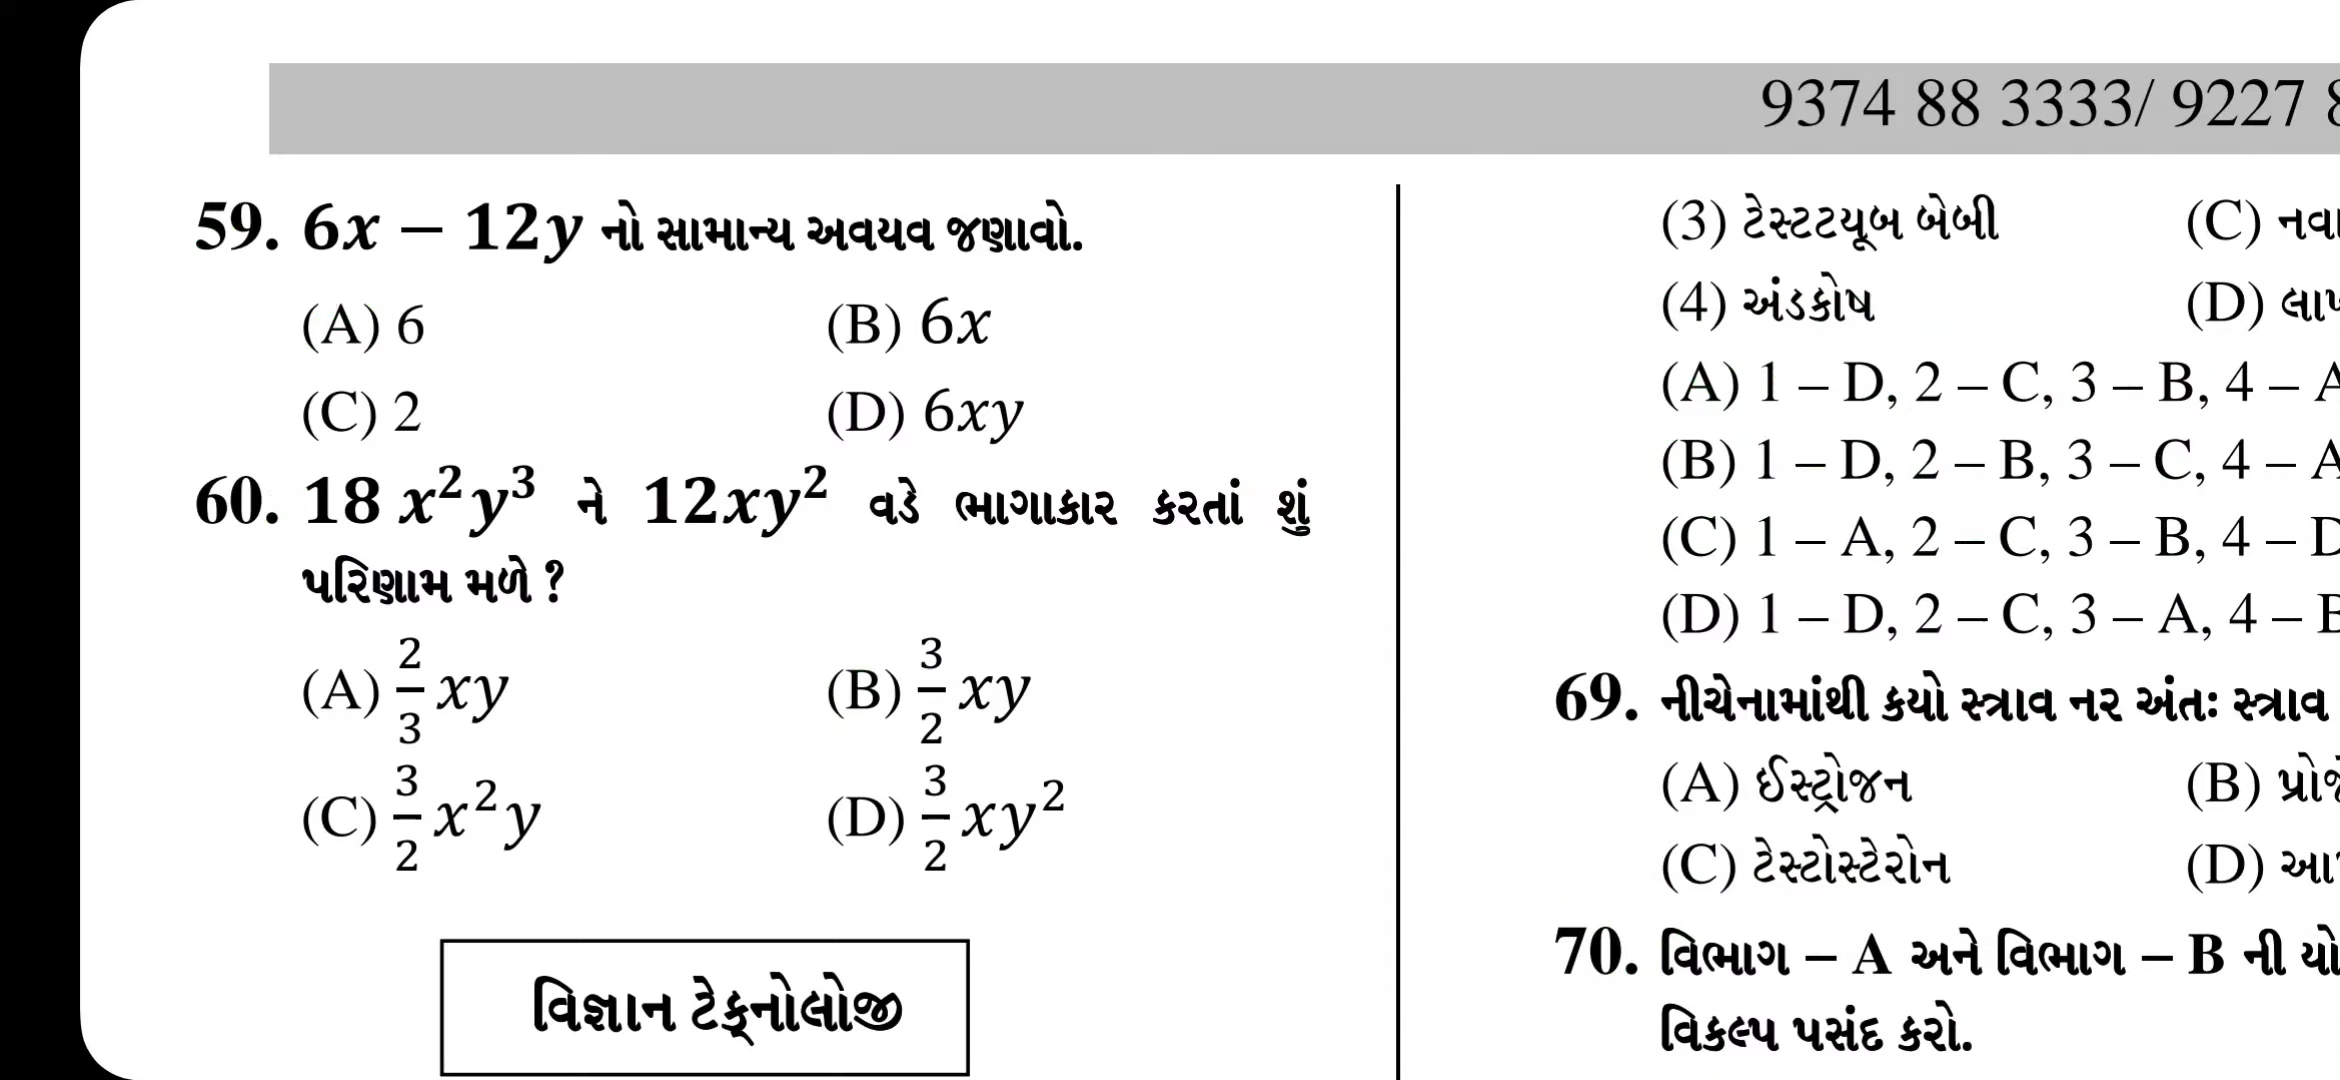 9374 88 3333/ 9227
59. 6x – 12y નો સામાન્ય અવયવ જણાવો.
(A) 6 (B) 6x
(C) 2 (D) 6xy
60. 18 x²y³ ને 12xy² વડે ભાગાકાર કરતાં શું
પરિણામ મળે ?
(A) 2/3 xy (B) 3/2 xy
(C) 3/2 x²y (D) 3/2 xy²
વિજ્ઞાન ટેક્નોલોજી
(3) ટેસ્ટટયૂબ બેબી (C)
(4) અંડકોષ (D)
(A) 1 – D, 2 – C, 3 – B, 4 – A
(B) 1 – D, 2 – B, 3 – C, 4 – A
(C) 1 – A, 2 – C, 3 – B, 4 – D
(D) 1 – D, 2 – C, 3 – A, 4 –
69. નીચેનામાંથી કયો સ્ત્રાવ નર અંતઃ સ્ત્રાવ
(A) ઈસ્ટ્રોજન (B)
(C) ટેસ્ટોસ્ટેરોન (D)
70. વિભાગ – A અને વિભાગ – B ની
વિકલ્પ પસંદ કરો.